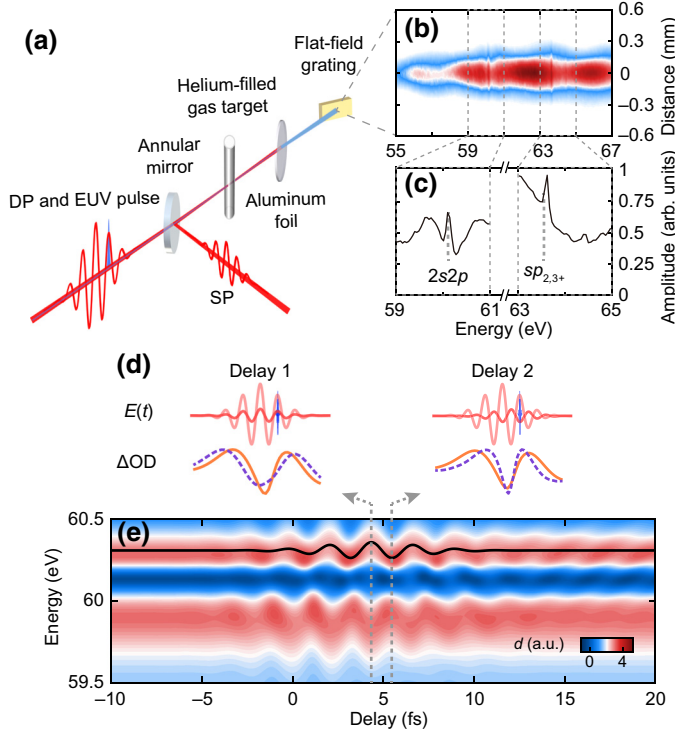 (a)
Flat-field
grating
Helium-filled
gas target
Annular
mirror
DP and EUV pulse
Aluminum
foil
SP
(b)
0.6
0.3
0
−0.3
−0.6
Distance (mm)
55 59 61 63 65 67
(c)
1
0.75
0.5
0.25
0
Amplitude (arb. units)
2s2p
sp2,3+
59 61 63 65
Energy (eV)
(d)
Delay 1 Delay 2
E(t)
ΔOD
(e)
60.5
60
59.5
Energy (eV)
d (a.u.)
0 4
−10 −5 0 5 10 15 20
Delay (fs)